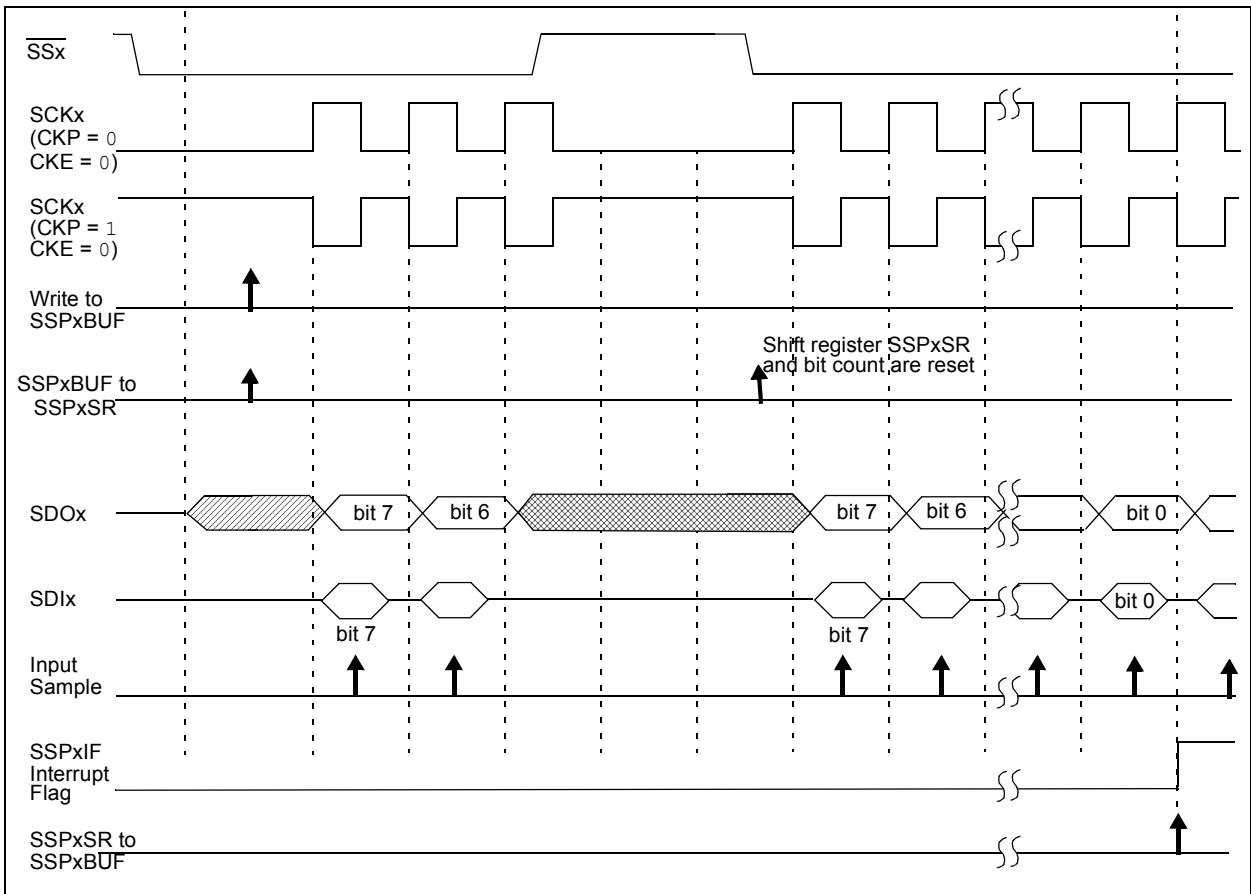 SSx
SCKx
(CKP = 0
CKE = 0)
SCKx
(CKP = 1
CKE = 0)
Write to
SSPxBUF
Shift register SSPxSR
and bit count are reset
SSPxBUF to
SSPxSR
SDOx
bit 7
bit 6
bit 7
bit 6
bit 0
SDIx
bit 0
bit 7
bit 7
Input
Sample
SSPxIF
Interrupt
Flag
SSPxSR to
SSPxBUF